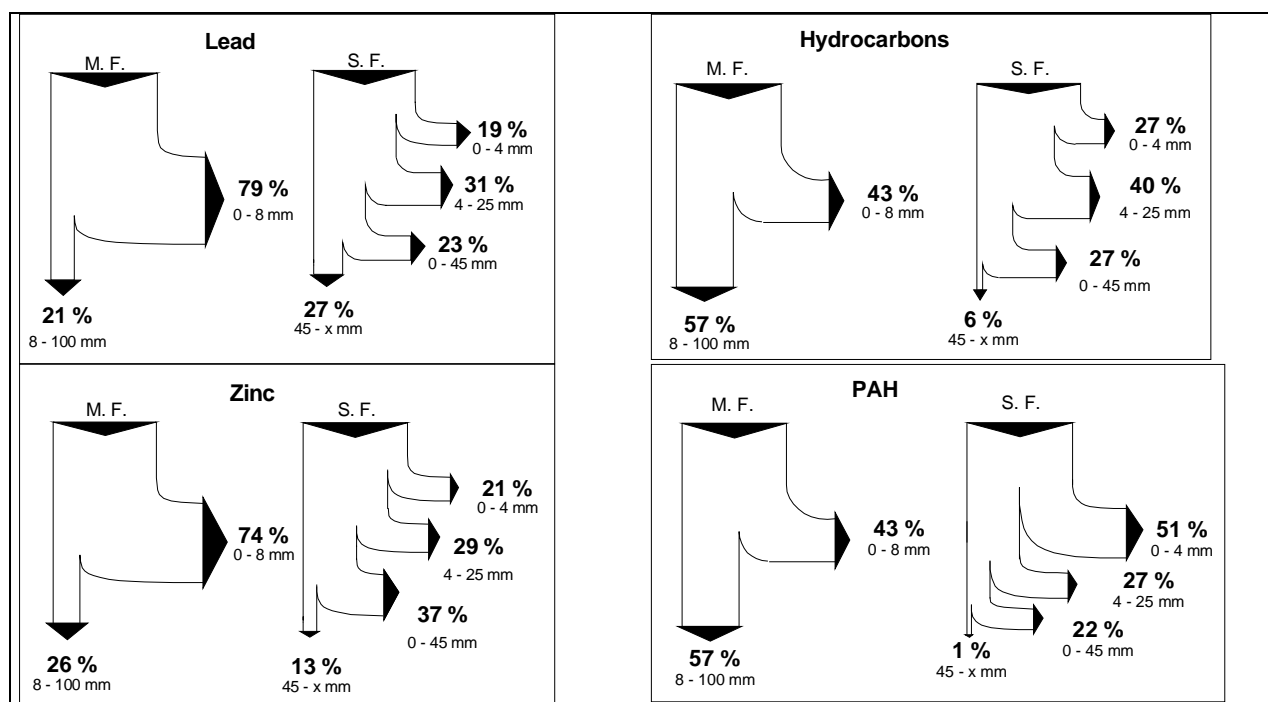 Lead
M. F.
S. F.
19 %
0 - 4 mm
31 %
4 - 25 mm
79 %
0 - 8 mm
23 %
0 - 45 mm
21 %
8 - 100 mm
27 %
45 - x mm
Hydrocarbons
M. F.
S. F.
27 %
0 - 4 mm
40 %
4 - 25 mm
43 %
0 - 8 mm
27 %
0 - 45 mm
57 %
8 - 100 mm
6 %
45 - x mm
Zinc
M. F.
S. F.
21 %
0 - 4 mm
74 %
0 - 8 mm
29 %
4 - 25 mm
37 %
0 - 45 mm
26 %
8 - 100 mm
13 %
45 - x mm
PAH
M. F.
S. F.
43 %
0 - 8 mm
51 %
0 - 4 mm
27 %
4 - 25 mm
22 %
0 - 45 mm
57 %
8 - 100 mm
1 %
45 - x mm